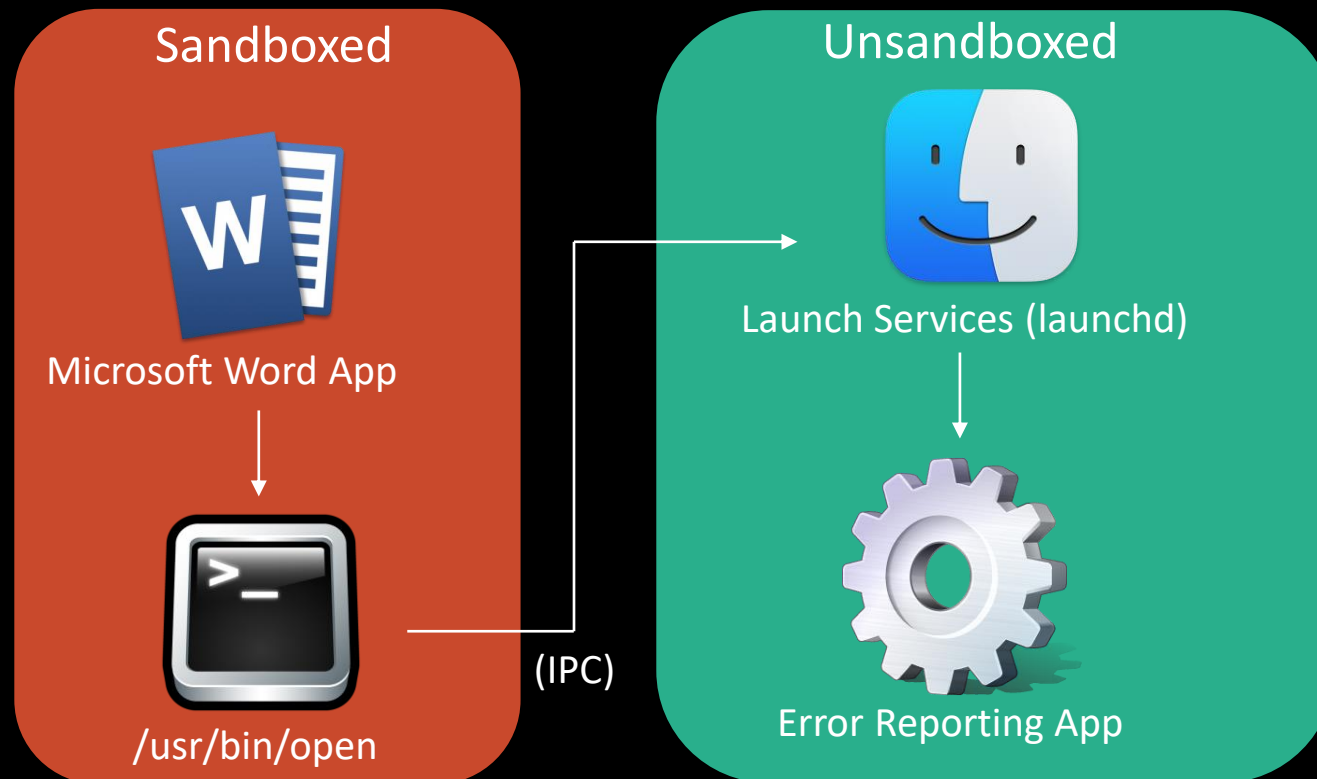 Sandboxed
W
Microsoft Word App
>_
/usr/bin/open
(IPC)
Unsandboxed
Launch Services (launchd)
Error Reporting App